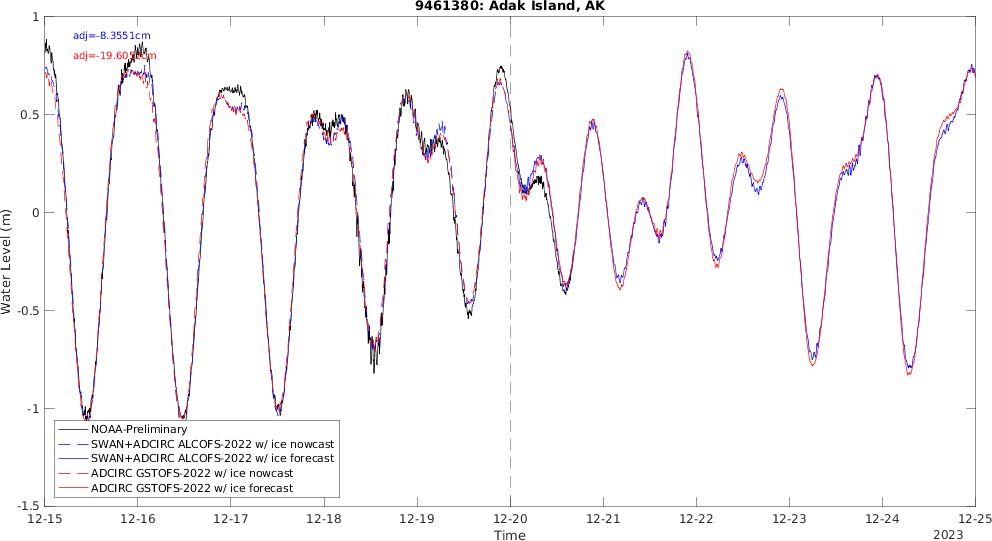 9461380: Adak Island, AK
adj=-8.3551cm
Water Level (m)
1
0.5
0
-0.5
-1
-1.5
NOAA-Preliminary
SWAN+ADCIRC ALCOFS-2022 w/ ice nowcast
SWAN+ADCIRC ALCOFS-2022 w/ ice forecast
ADCIRC GSTOFS-2022 w/ ice nowcast
ADCIRC GSTOFS-2022 w/ ice forecast
12-15 12-16 12-17 12-18 12-19 12-20 12-21 12-22 12-23 12-24 12-25
Time
2023